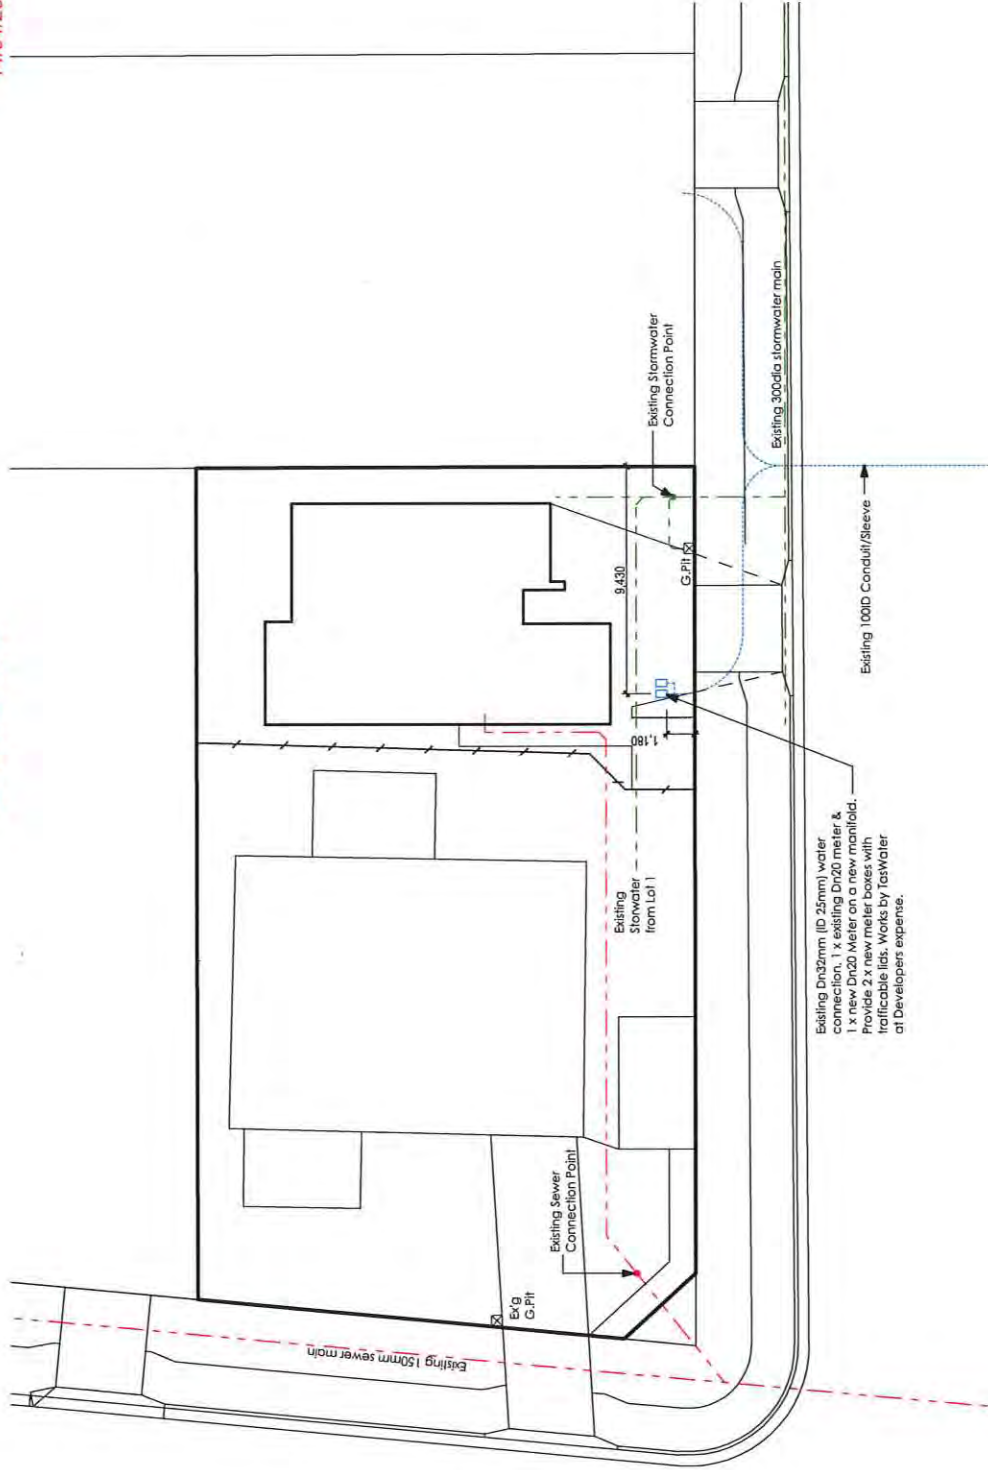 Existing Stormwater
Connection Point
Existing 300dia stormwater main
Existing 100ID Conduit/Sleeve
G.Pit
9,430
1,180
Existing
Storwater
from Lot 1
Existing Dn32mm (ID 25mm) water
connection. 1 x existing Dn20 meter &
1 x new Dn20 Meter on a new manifold.
Provide 2 x new meter boxes with
trafficable lids. Works by TasWater
at Developers expense.
Existing Sewer
Connection Point
Ex'g
G.Pit
Existing 150mm sewer main